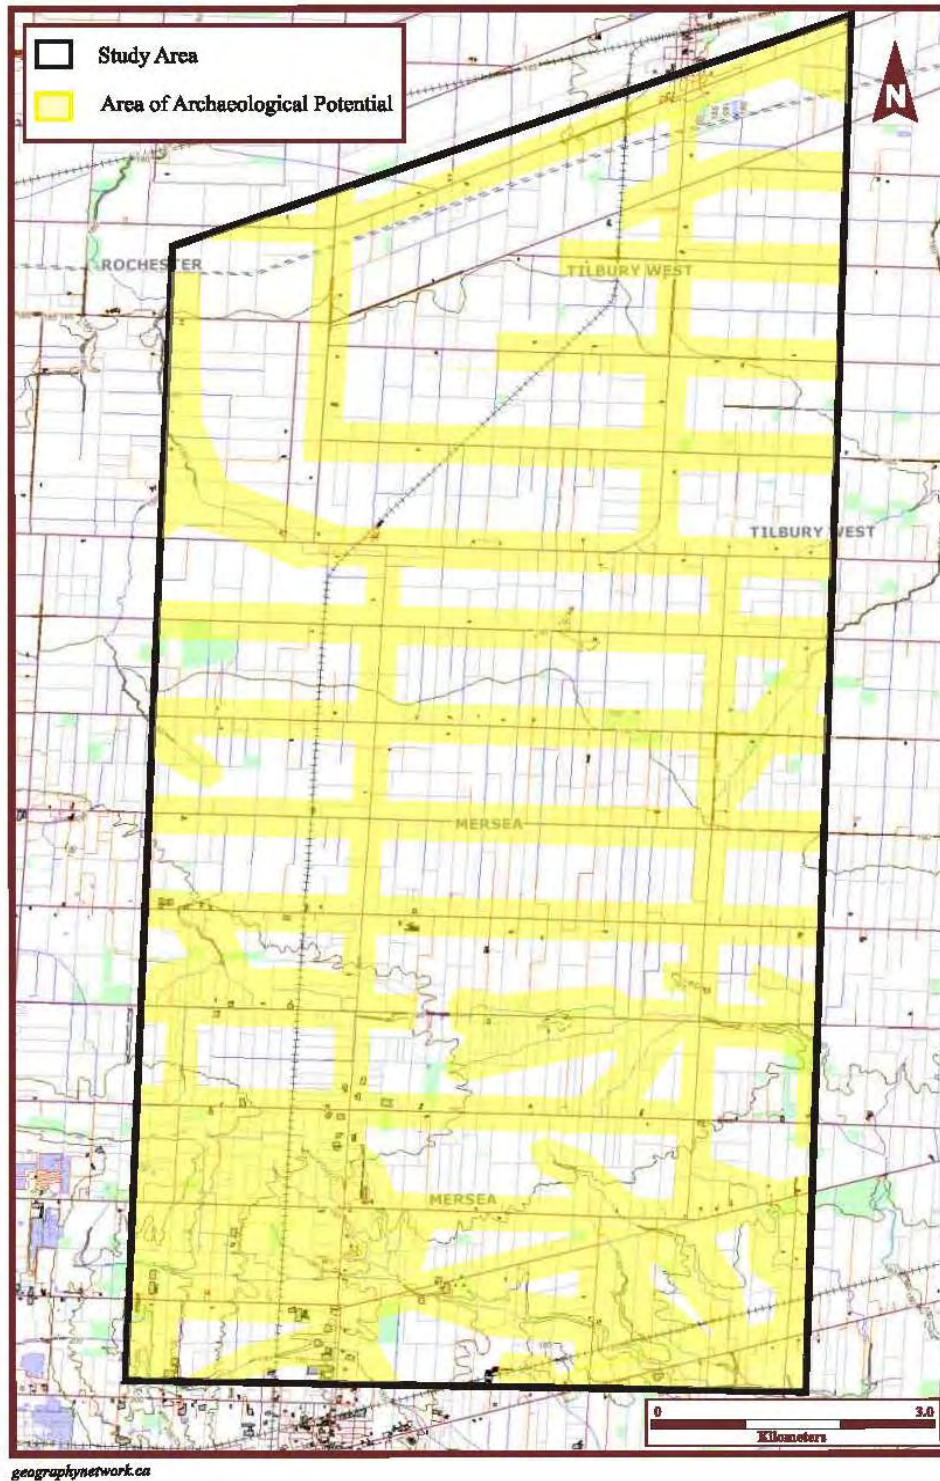 Study Area
Area of Archaeological Potential
N
ROCHESTER
TILBURY WEST
TILBURY WEST
MERSEA
MERSEA
0 3.0
Kilometers
geographynetwork.ca